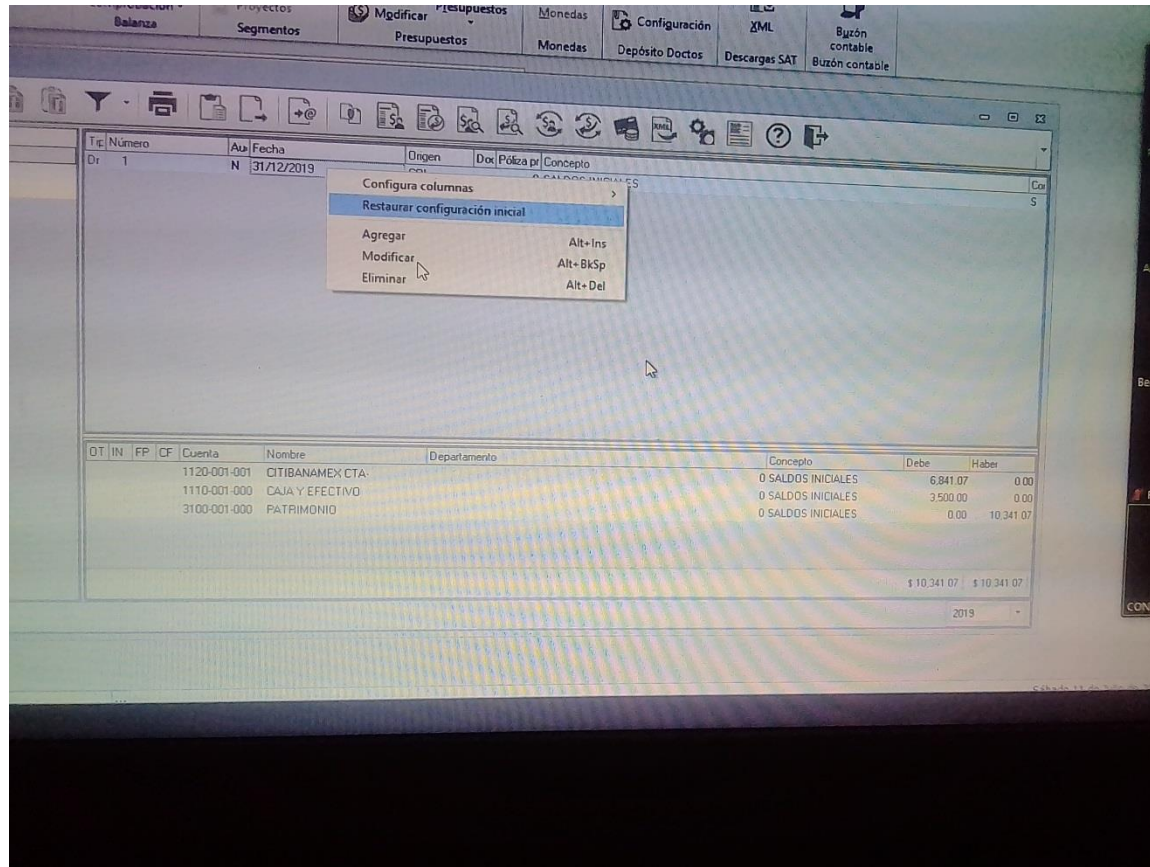 Balanza
Proyectos
Segmentos
Modificar
Presupuestos
Presupuestos
Monedas
Monedas
Configuración
Depósito Doctos
XML
Descargas SAT
Buzón
contable
Buzón contable
Número Fecha Origen Póliza pr Concepto
Dr 1 N 31/12/2019
Configura columnas >
Restaurar configuración inicial
Agregar Alt+Ins
Modificar Alt+BkSp
Eliminar Alt+Del
S
OT IN FP CF Cuenta Nombre Departamento Concepto Debe Haber
1120-001-001 CITIBANAMEX CTA- 0 SALDOS INICIALES 6,841.07 0.00
1110-001-000 CAJA Y EFECTIVO 0 SALDOS INICIALES 3,500.00 0.00
3100-001-000 PATRIMONIO 0 SALDOS INICIALES 0.00 10,341.07
$ 10,341.07 $ 10,341.07
2019
CON